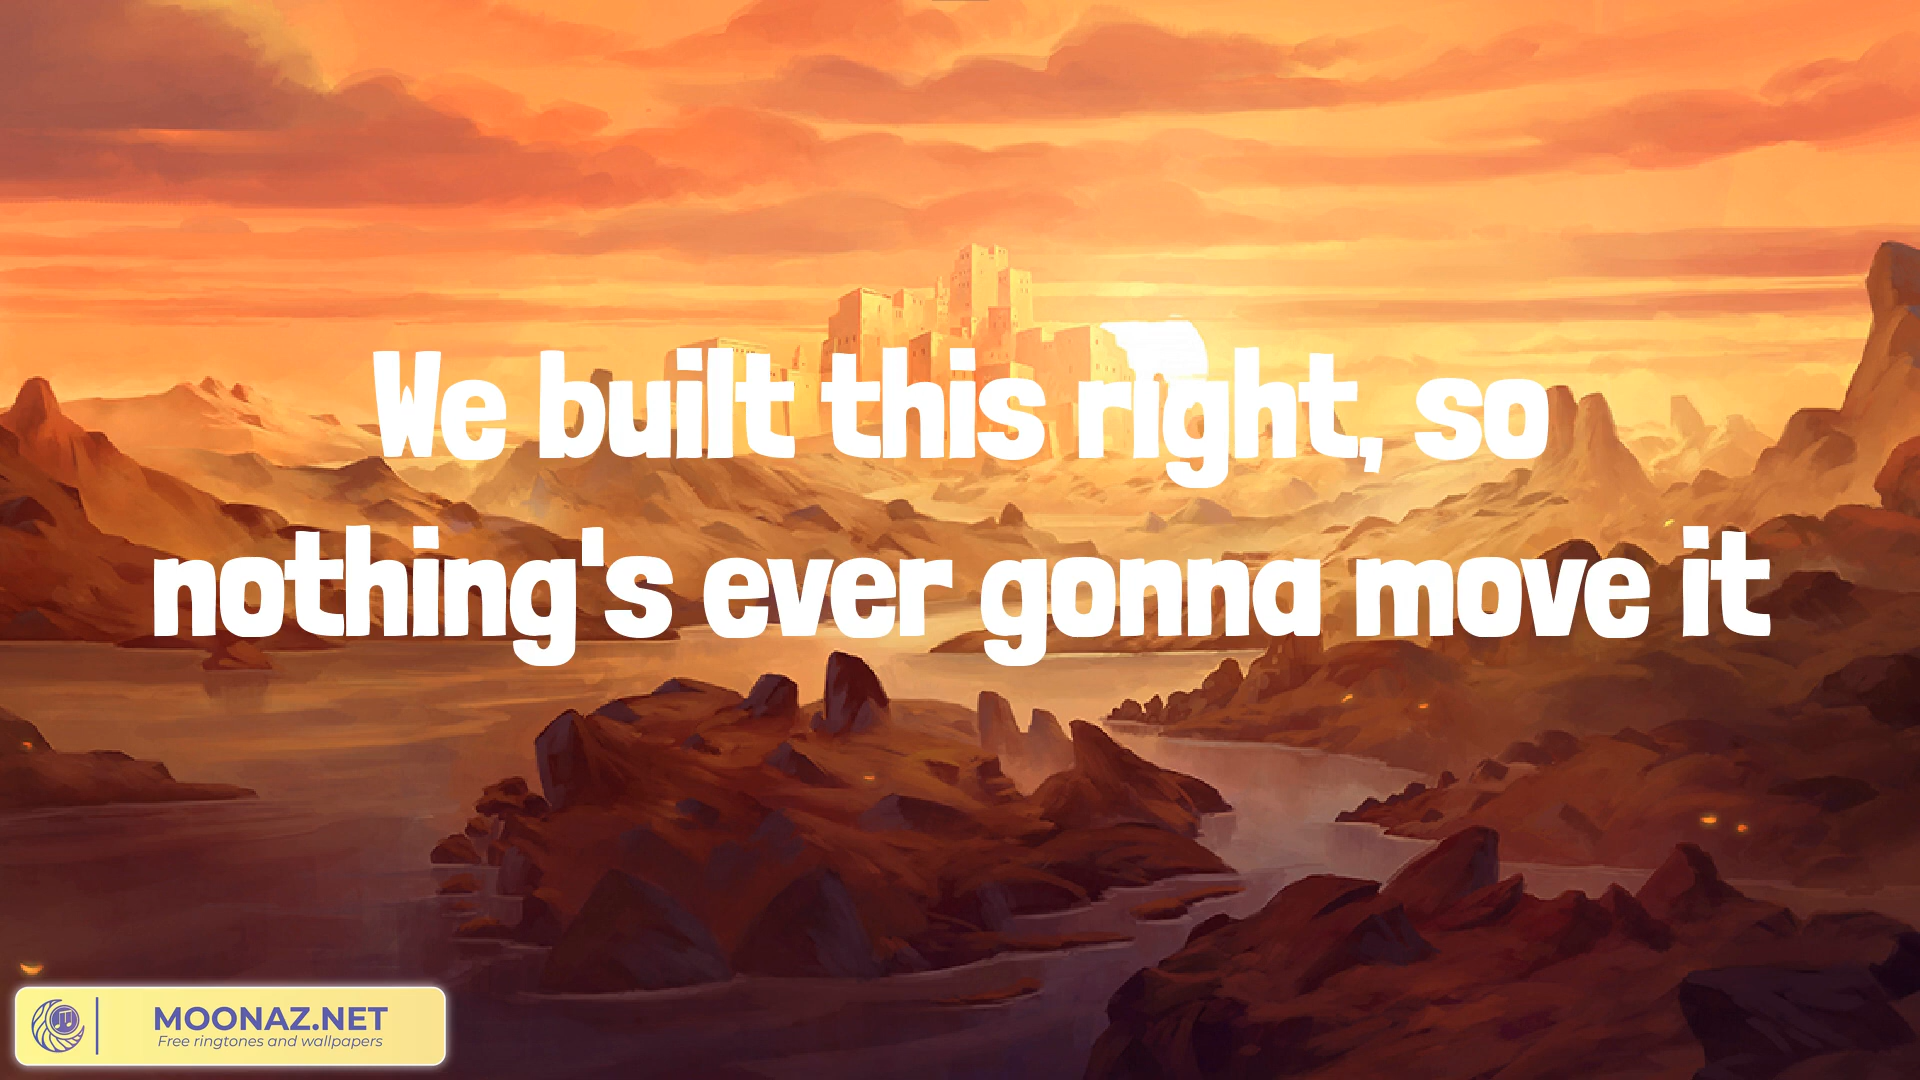 We built this right, so
nothing's ever gonna move it
MOONAZ.NET
Free ringtones and wallpapers